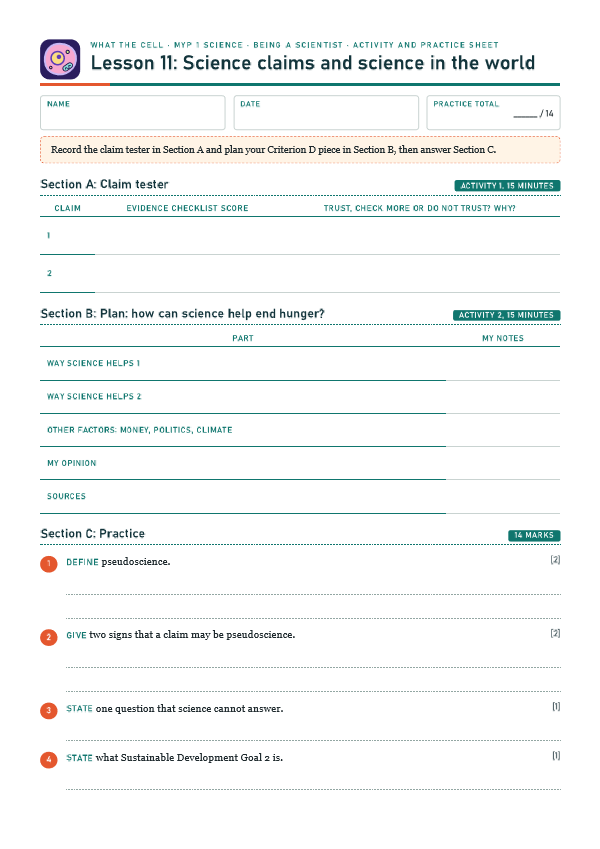 WHAT THE CELL · MYP 1 SCIENCE · BEING A SCIENTIST · ACTIVITY AND PRACTICE SHEET
Lesson 11: Science claims and science in the world
NAME
DATE
PRACTICE TOTAL
_____ / 14
Record the claim tester in Section A and plan your Criterion D piece in Section B, then answer Section C.
Section A: Claim tester
ACTIVITY 1, 15 MINUTES
CLAIM EVIDENCE CHECKLIST SCORE TRUST, CHECK MORE OR DO NOT TRUST? WHY?
1
2
Section B: Plan: how can science help end hunger?
ACTIVITY 2, 15 MINUTES
PART MY NOTES
WAY SCIENCE HELPS 1
WAY SCIENCE HELPS 2
OTHER FACTORS: MONEY, POLITICS, CLIMATE
MY OPINION
SOURCES
Section C: Practice
14 MARKS
1 DEFINE pseudoscience. [2]
2 GIVE two signs that a claim may be pseudoscience. [2]
3 STATE one question that science cannot answer. [1]
4 STATE what Sustainable Development Goal 2 is. [1]